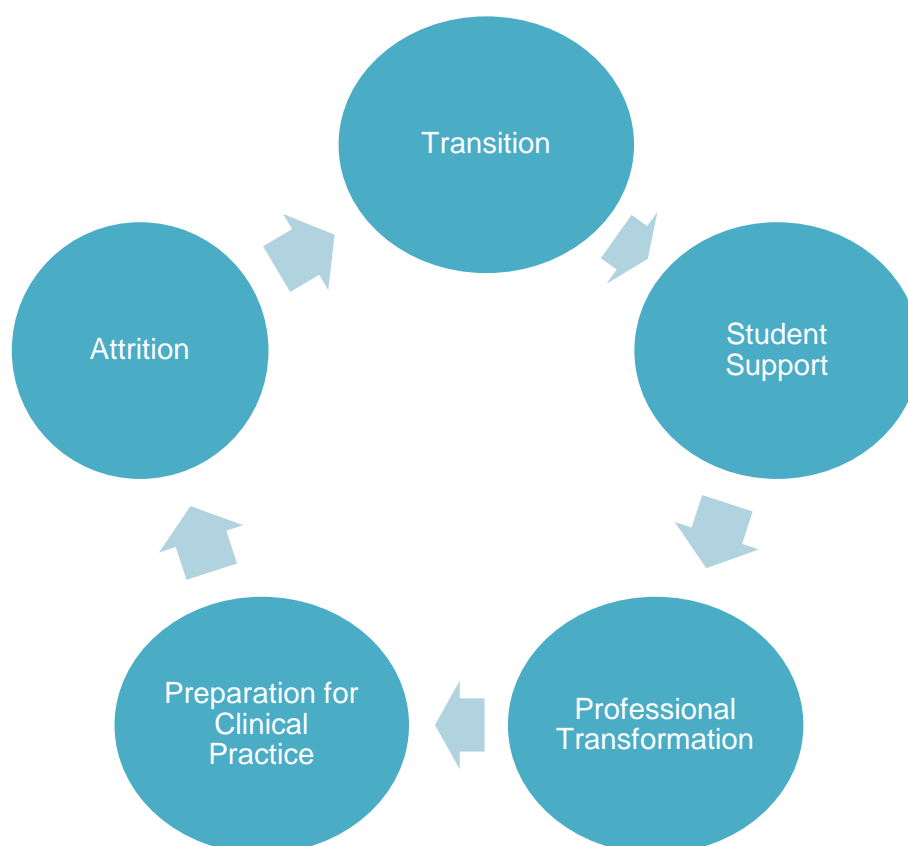 Transition
Student
Support
Professional
Transformation
Preparation for
Clinical
Practice
Attrition